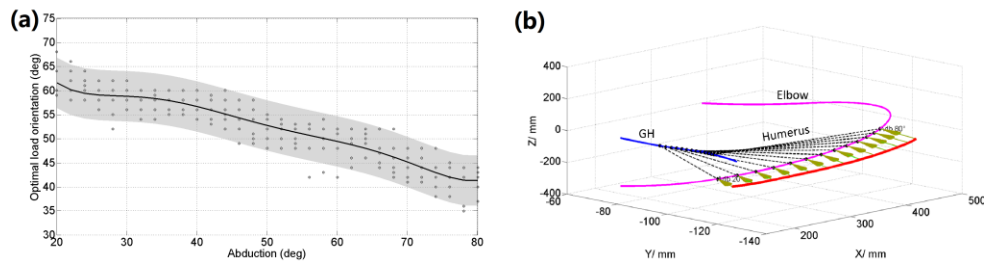 (a)
75
70
65
60
55
50
45
40
35
30
Optimal load orientation (deg)
20 30 40 50 60 70 80
Abduction (deg)
(b)
400
200
0
-200
-400
Z/ mm
-60
-80
-100
-120
-140
Y/ mm
200
300
400
500
X/ mm
Elbow
GH
Humerus